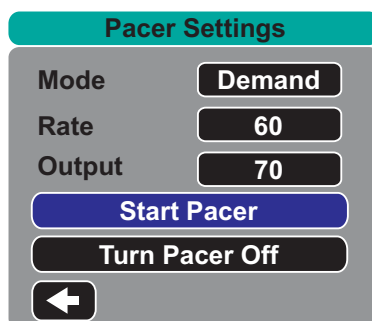 Pacer Settings
Mode Demand
Rate 60
Output 70
Start Pacer
Turn Pacer Off